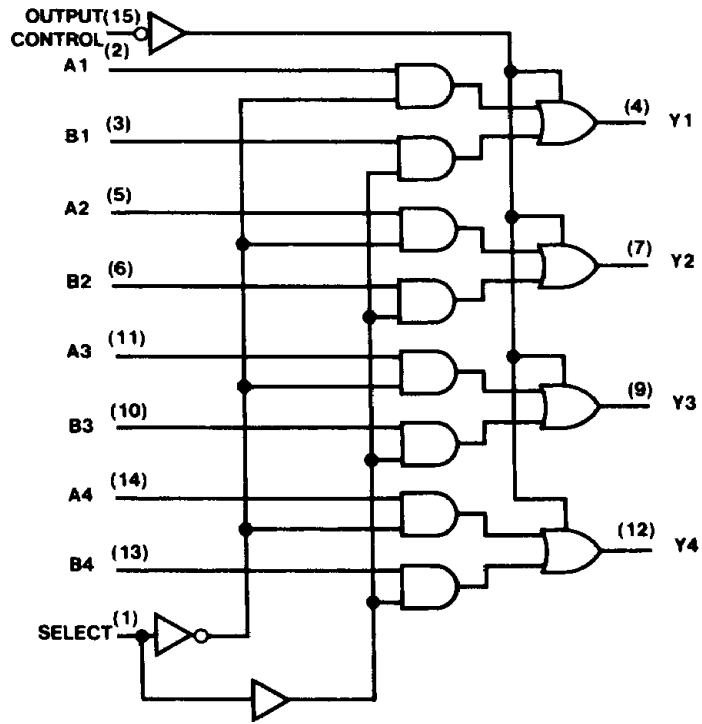 OUTPUT (15)
CONTROL
(2)
A1
(3)
B1
(4)
Y1
(5)
A2
(6)
B2
(7)
Y2
(11)
A3
(10)
B3
(9)
Y3
(14)
A4
(13)
B4
(12)
Y4
SELECT (1)